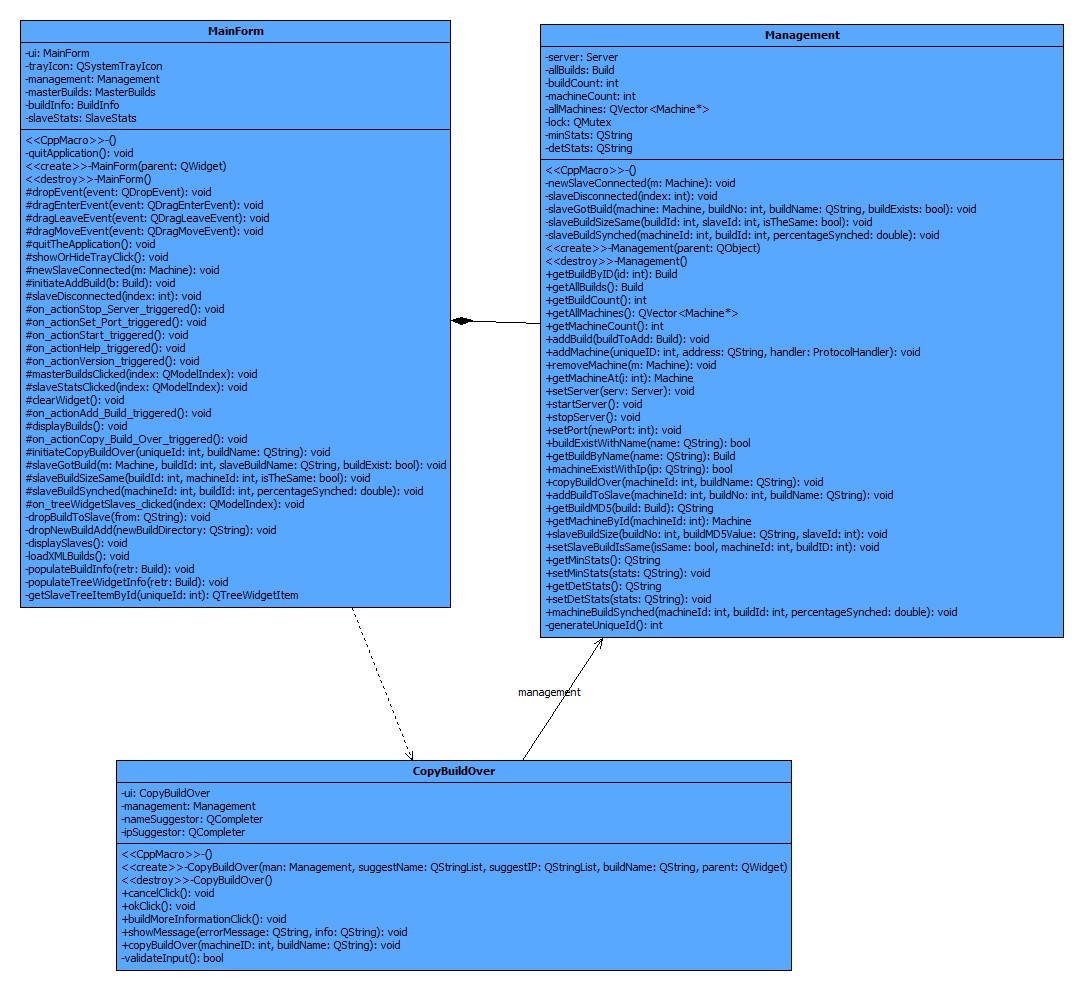 MainForm
-ui: MainForm
-trayIcon: QSystemTrayIcon
-management: Management
-masterBuilds: MasterBuilds
-buildInfo: BuildInfo
-slaveStats: SlaveStats
<<CppMacro>>-()
-quitApplication(): void
<<create>>-MainForm(parent: QWidget)
<<destroy>>-MainForm()
#dropEvent(event: QDropEvent): void
#dragEnterEvent(event: QDragEnterEvent): void
#dragLeaveEvent(event: QDragLeaveEvent): void
#dragMoveEvent(event: QDragMoveEvent): void
#quitTheApplication(): void
#showOrHideTrayClick(): void
#newSlaveConnected(m: Machine): void
#initiateAddBuild(b: Build): void
#slaveDisconnected(index: int): void
#on_actionStop_Server_triggered(): void
#on_actionSet_Port_triggered(): void
#on_actionStart_triggered(): void
#on_actionHelp_triggered(): void
#on_actionVersion_triggered(): void
#masterBuildsClicked(index: QModelIndex): void
#slaveStatsClicked(index: QModelIndex): void
#clearWidget(): void
#on_actionAdd_Build_triggered(): void
#displayBuilds(): void
#on_actionCopy_Build_Over_triggered(): void
#initiateCopyBuildOver(uniqueId: int, buildName: QString): void
#slaveGotBuild(m: Machine, buildId: int, slaveBuildName: QString, buildExist: bool): void
#slaveBuildSizeSame(buildId: int, machineId: int, isTheSame: bool): void
#slaveBuildSynched(machineId: int, buildId: int, percentageSynched: double): void
#on_treeWidgetSlaves_clicked(index: QModelIndex): void
-dropBuildToSlave(from: QString): void
-dropNewBuildAdd(newBuildDirectory: QString): void
-displaySlaves(): void
-loadXMLBuilds(): void
-populateBuildInfo(retr: Build): void
-populateTreeWidgetInfo(retr: Build): void
-getSlaveTreeItemById(uniqueId: int): QTreeWidgetItem
Management
-server: Server
-allBuilds: Build
-buildCount: int
-machineCount: int
-allMachines: QVector<Machine*>
-lock: QMutex
-minStats: QString
-detStats: QString
<<CppMacro>>-()
-newSlaveConnected(m: Machine): void
-slaveDisconnected(index: int): void
-slaveGotBuild(machine: Machine, buildNo: int, buildName: QString, buildExists: bool): void
-slaveBuildSizeSame(buildId: int, slaveId: int, isTheSame: bool): void
-slaveBuildSynched(machineId: int, buildId: int, percentageSynched: double): void
<<create>>-Management(parent: QObject)
<<destroy>>-Management()
+getBuildByID(id: int): Build
+getAllBuilds(): Build
+getBuildCount(): int
+getAllMachines(): QVector<Machine*>
+getMachineCount(): int
+addBuild(buildToAdd: Build): void
+addMachine(uniqueID: int, address: QString, handler: ProtocolHandler): void
+removeMachine(m: Machine): void
+getMachineAt(i: int): Machine
+setServer(serv: Server): void
+startServer(): void
+stopServer(): void
+setPort(newPort: int): void
+buildExistWithName(name: QString): bool
+getBuildByName(name: QString): Build
+machineExistWithIp(ip: QString): bool
+copyBuildOver(machineId: int, buildName: QString): void
+addBuildToSlave(machineId: int, buildNo: int, buildName: QString): void
+getBuildMD5(build: Build): QString
+getMachineById(machineId: int): Machine
+slaveBuildSize(buildNo: int, buildMD5Value: QString, slaveId: int): void
+setSlaveBuildIsSame(isSame: bool, machineId: int, buildID: int): void
+getMinStats(): QString
+setMinStats(stats: QString): void
+getDetStats(): QString
+setDetStats(stats: QString): void
+machineBuildSynched(machineId: int, buildId: int, percentageSynched: double): void
-generateUniqueId(): int
management
CopyBuildOver
-ui: CopyBuildOver
-management: Management
-nameSuggestor: QCompleter
-ipSuggestor: QCompleter
<<CppMacro>>-()
<<create>>-CopyBuildOver(man: Management, suggestName: QStringList, suggestIP: QStringList, buildName: QString, parent: QWidget)
<<destroy>>-CopyBuildOver()
+cancelClick(): void
+okClick(): void
+buildMoreInformationClick(): void
+showMessage(errorMessage: QString, info: QString): void
+copyBuildOver(machineID: int, buildName: QString): void
-validateInput(): bool